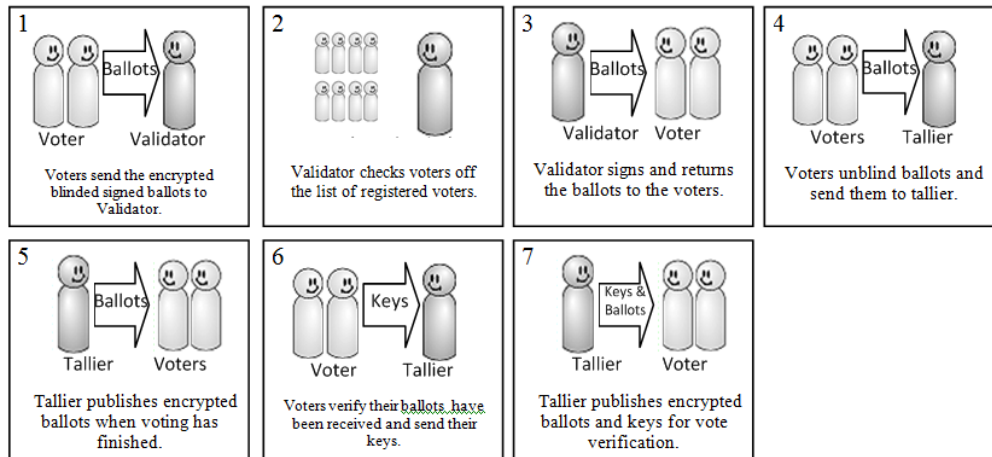 1
Ballots
Voter
Validator
Voters send the encrypted
blinded signed ballots to
Validator.
2
Validator checks voters off
the list of registered voters.
3
Ballots
Validator
Voter
Validator signs and returns
the ballots to the voters.
4
Ballots
Voters
Tallier
Voters unblind ballots and
send them to tallier.
5
Ballots
Tallier
Voters
Tallier publishes encrypted
ballots when voting has
finished.
6
Keys
Voter
Tallier
Voters verify their ballots have
been received and send their
keys.
7
Keys &
Ballots
Tallier
Voter
Tallier publishes encrypted
ballots and keys for vote
verification.